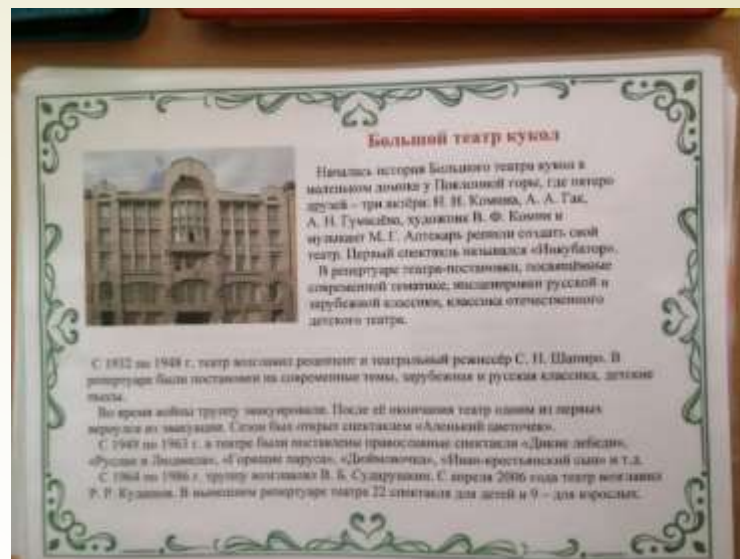 Большой театр кукол
Началась история Большого театра кукол в
маленьком домике у Поклонной горы, где пятеро
друзей – три актёра: Н. Н. Комина, А. А. Гак,
А. Н. Гумилёва, художник В. Ф. Комин и
музыкант М. Г. Аптекарь решили создать свой
театр. Первый спектакль назывался «Инкубатор».
В репертуаре театра-постановки, посвящённые
современной тематике, инсценировки русской и
зарубежной классики, классика отечественного
детского театра.
С 1932 по 1948 г. театр возглавил рецензент и театральный режиссёр С. Н. Шапиро. В
репертуаре были постановки на современные темы, зарубежная и русская классика, детские
пьесы.
Во время войны труппу эвакуировали. После её окончания театр одним из первых
вернулся из эвакуации. Сезон был открыт спектаклем «Аленький цветочек».
С 1949 по 1963 г. в театре были поставлены православные спектакли «Дикие лебеди»,
«Руслан и Людмила», «Горящие паруса», «Дюймовочка», «Иван-крестьянский сын» и т.д.
С 1964 по 1986 г. труппу возглавлял В. Б. Сударушкин. С апреля 2006 года театр возглавил
Р. Р. Кудашов. В нынешнем репертуаре театра 22 спектакля для детей и 9 – для взрослых.